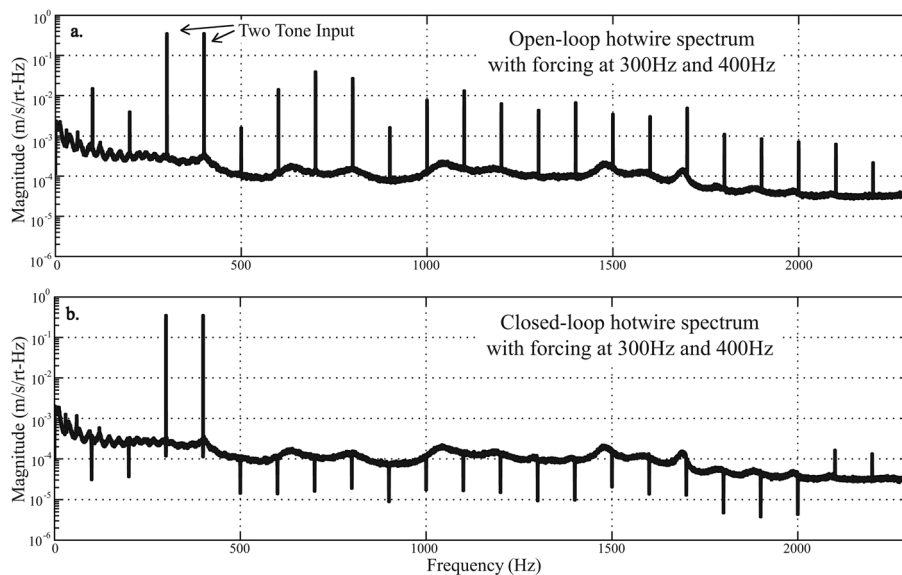 a.
Two Tone Input
Open-loop hotwire spectrum
with forcing at 300Hz and 400Hz
Magnitude (m/s/rt-Hz)
10^0
10^-1
10^-2
10^-3
10^-4
10^-5
10^-6
0 500 1000 1500 2000
b.
Closed-loop hotwire spectrum
with forcing at 300Hz and 400Hz
Magnitude (m/s/rt-Hz)
10^0
10^-1
10^-2
10^-3
10^-4
10^-5
10^-6
0 500 1000 1500 2000
Frequency (Hz)